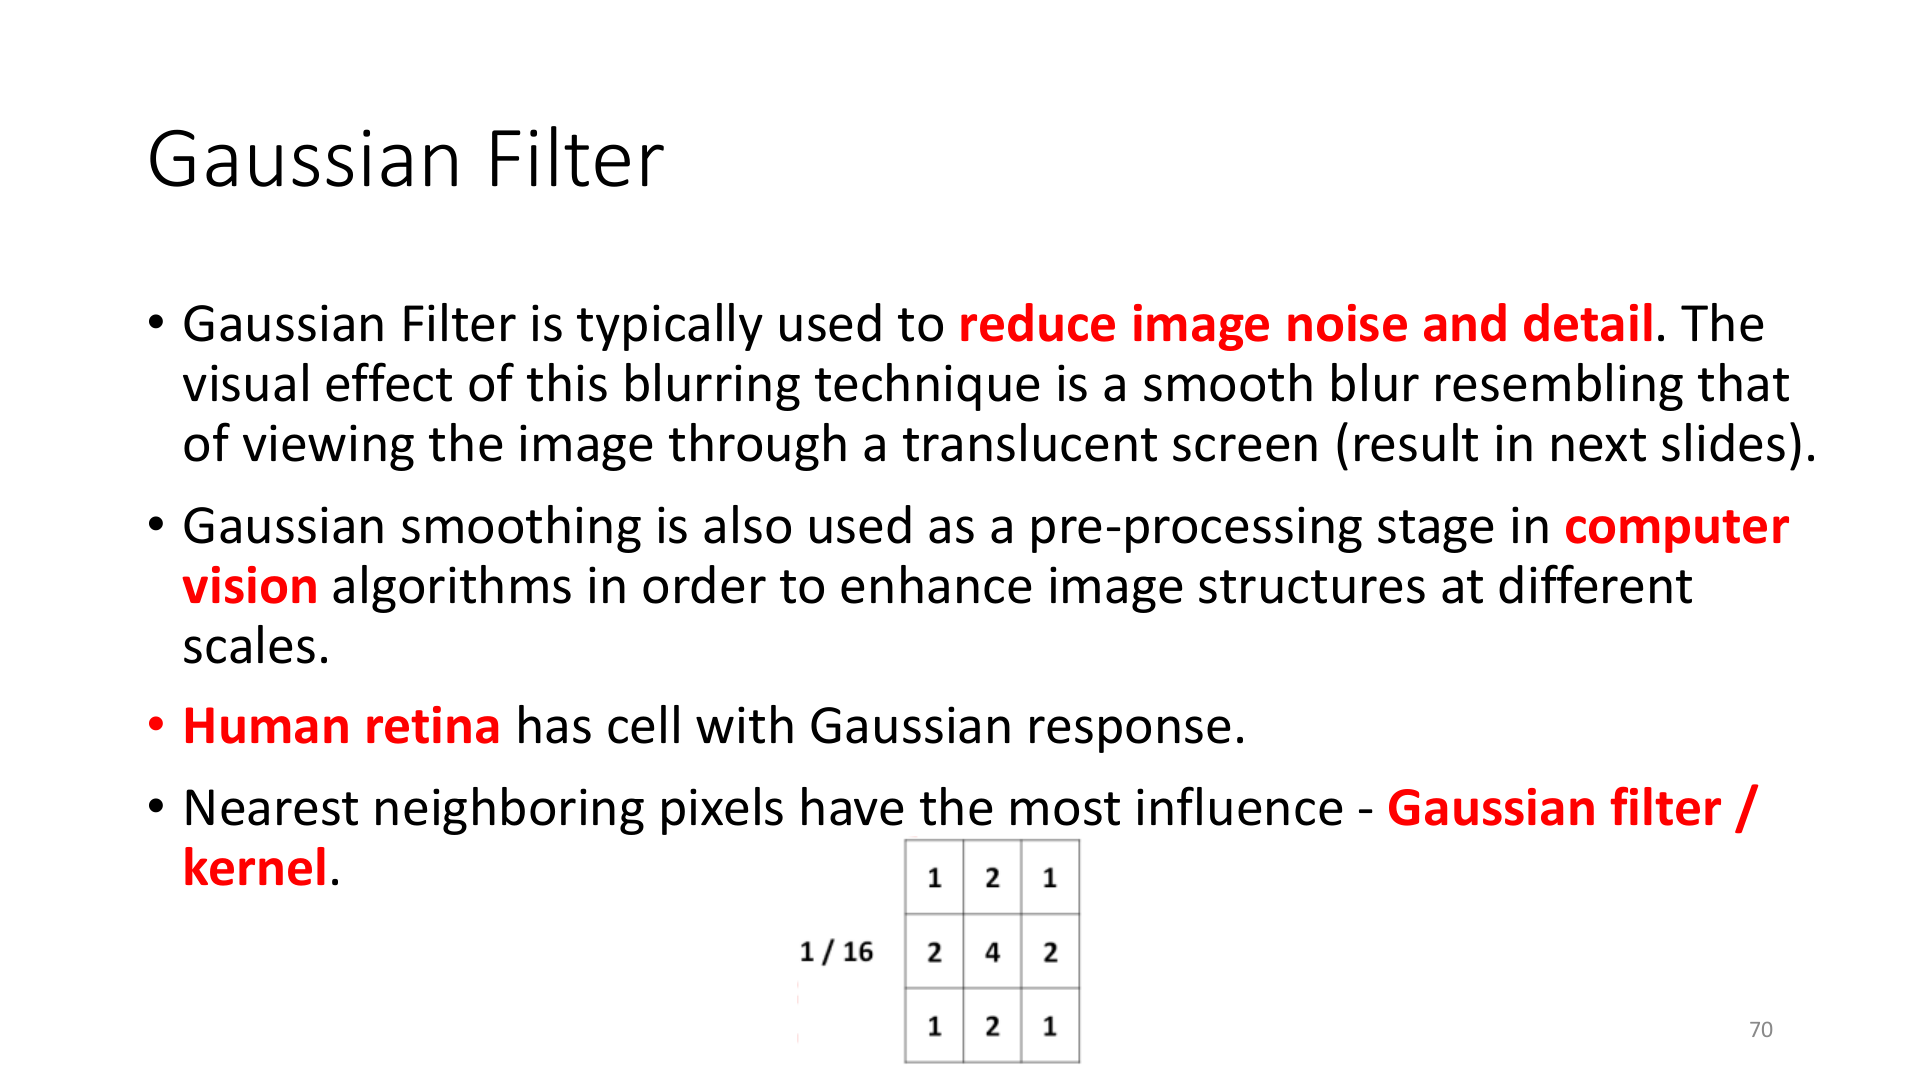 Gaussian Filter
• Gaussian Filter is typically used to reduce image noise and detail. The
visual effect of this blurring technique is a smooth blur resembling that
of viewing the image through a translucent screen (result in next slides).
• Gaussian smoothing is also used as a pre-processing stage in computer
vision algorithms in order to enhance image structures at different
scales.
• Human retina has cell with Gaussian response.
• Nearest neighboring pixels have the most influence - Gaussian filter /
kernel.
1 2 1
1 / 16 2 4 2
1 2 1
70